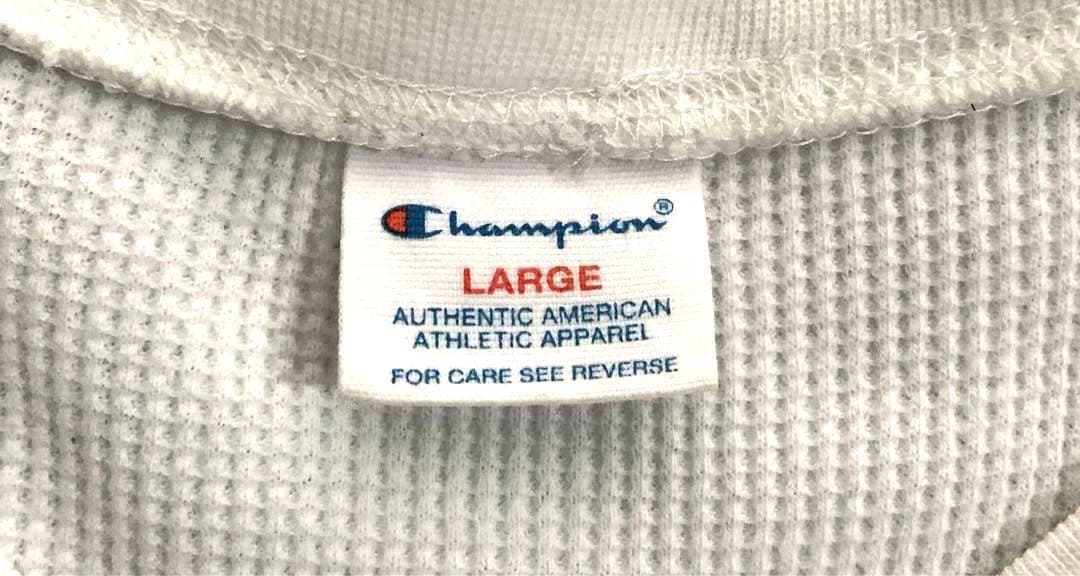 Champion®
LARGE
AUTHENTIC AMERICAN
ATHLETIC APPAREL
FOR CARE SEE REVERSE